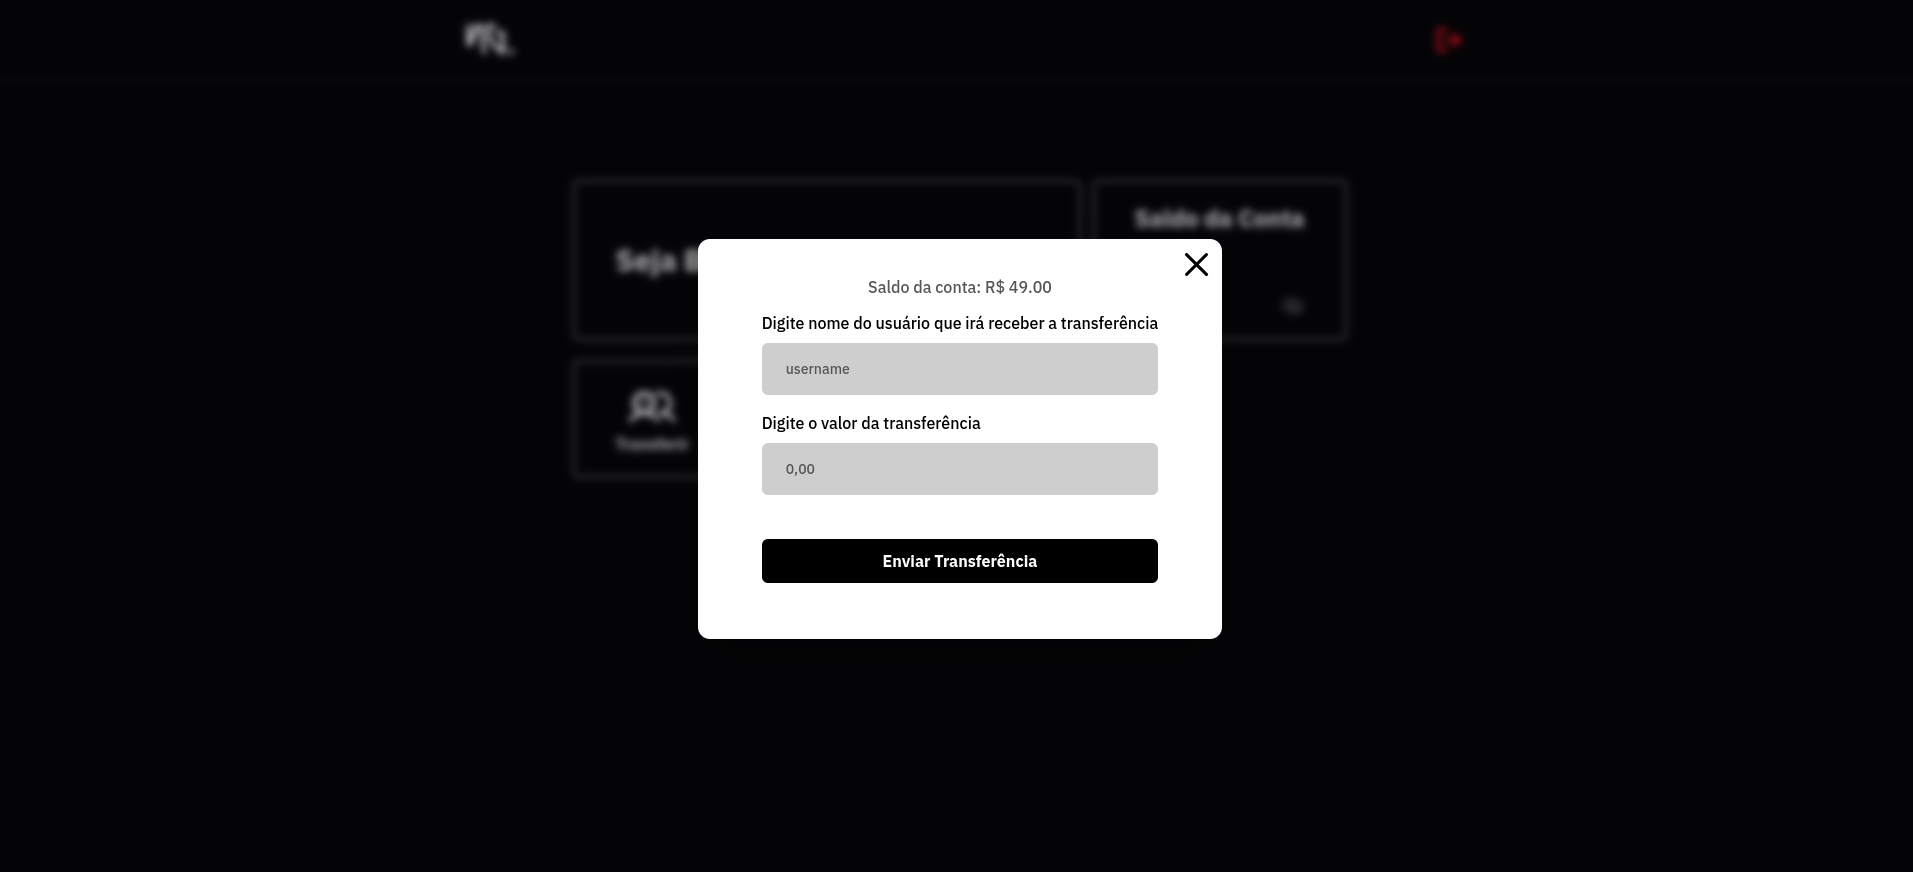 Saldo da Conta
Seja
Saldo da conta: R$ 49.00
Digite nome do usuário que irá receber a transferência
username
Digite o valor da transferência
0,00
Transferir
Enviar Transferência